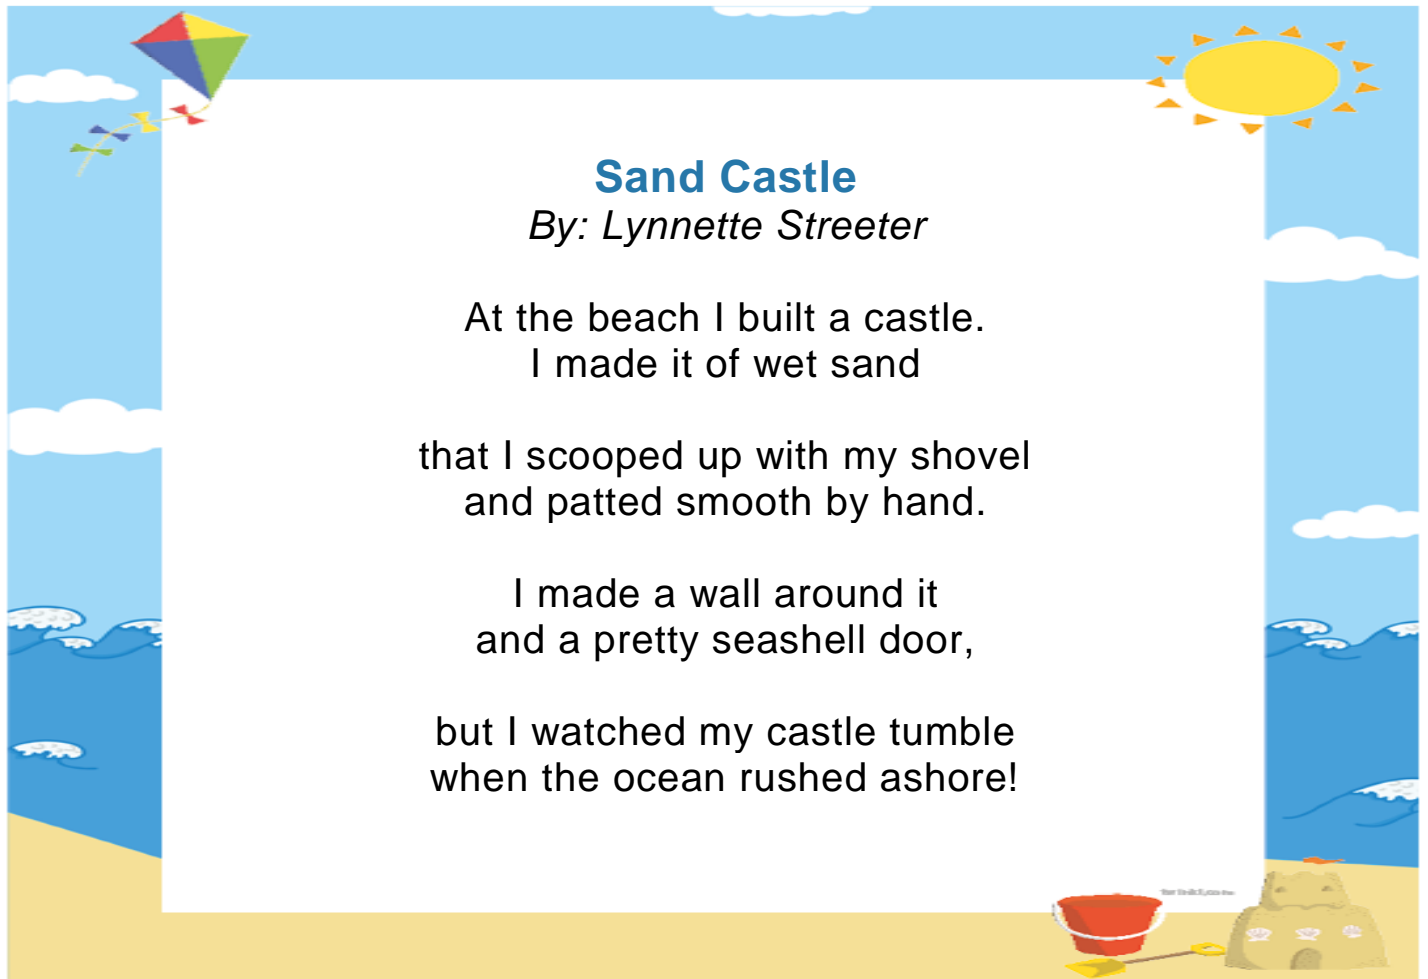 Sand Castle
By: Lynnette Streeter
At the beach I built a castle.
I made it of wet sand
that I scooped up with my shovel
and patted smooth by hand.
I made a wall around it
and a pretty seashell door,
but I watched my castle tumble
when the ocean rushed ashore!